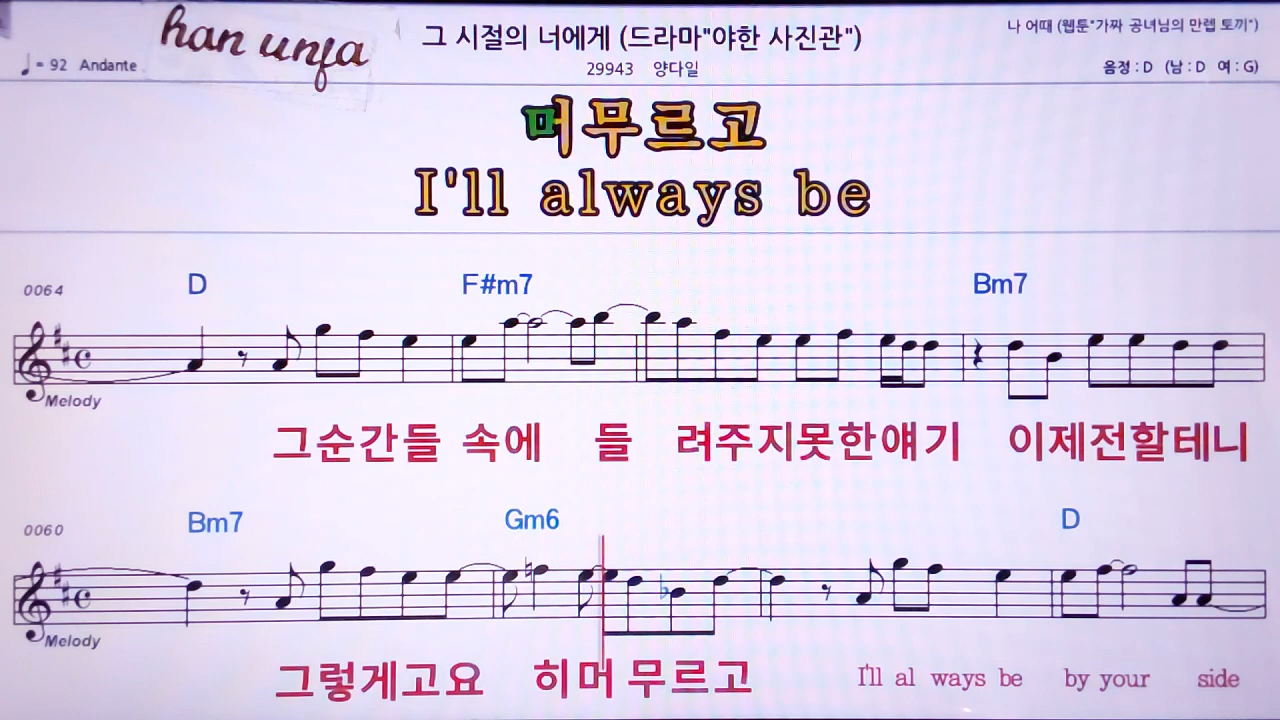 han unja
그 시절의 너에게 (드라마"야한 사진관")
나 어때 (웹툰"가짜 공녀님의 만렙 토끼")
♩= 92 Andante
29943 양다일
음정 : D (남 : D 여 : G)
머무르고
I'll always be
0064 D F#m7 Bm7
Melody
그순간들 속에 들 려주지못한얘기 이제전할테니
0060 Bm7 Gm6 D
Melody
그렇게고요 히머 무르고 I'll al ways be by your side